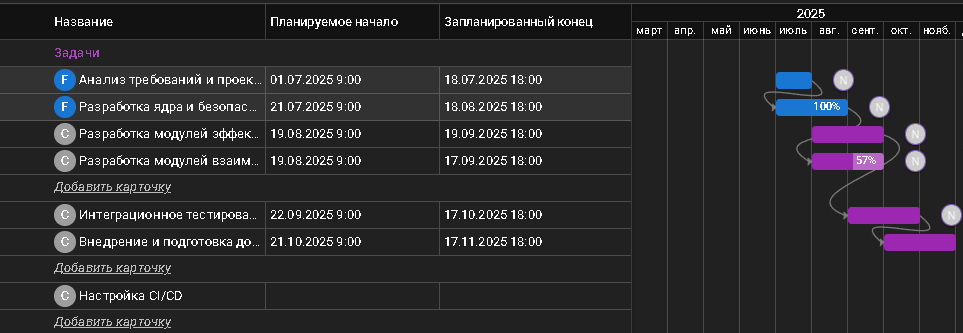 2025
Название Планируемое начало Запланированный конец март апр. май июнь июль авг. сент. окт. нояб.
Задачи
F Анализ требований и проек... 01.07.2025 9:00 18.07.2025 18:00 N
F Разработка ядра и безопас... 21.07.2025 9:00 18.08.2025 18:00 100% N
C Разработка модулей эффек... 19.08.2025 9:00 19.09.2025 18:00 N
C Разработка модулей взаим... 19.08.2025 9:00 17.09.2025 18:00 57% N
Добавить карточку
C Интеграционное тестирова... 22.09.2025 9:00 17.10.2025 18:00 N
C Внедрение и подготовка до... 21.10.2025 9:00 17.11.2025 18:00
Добавить карточку
C Настройка CI/CD
Добавить карточку